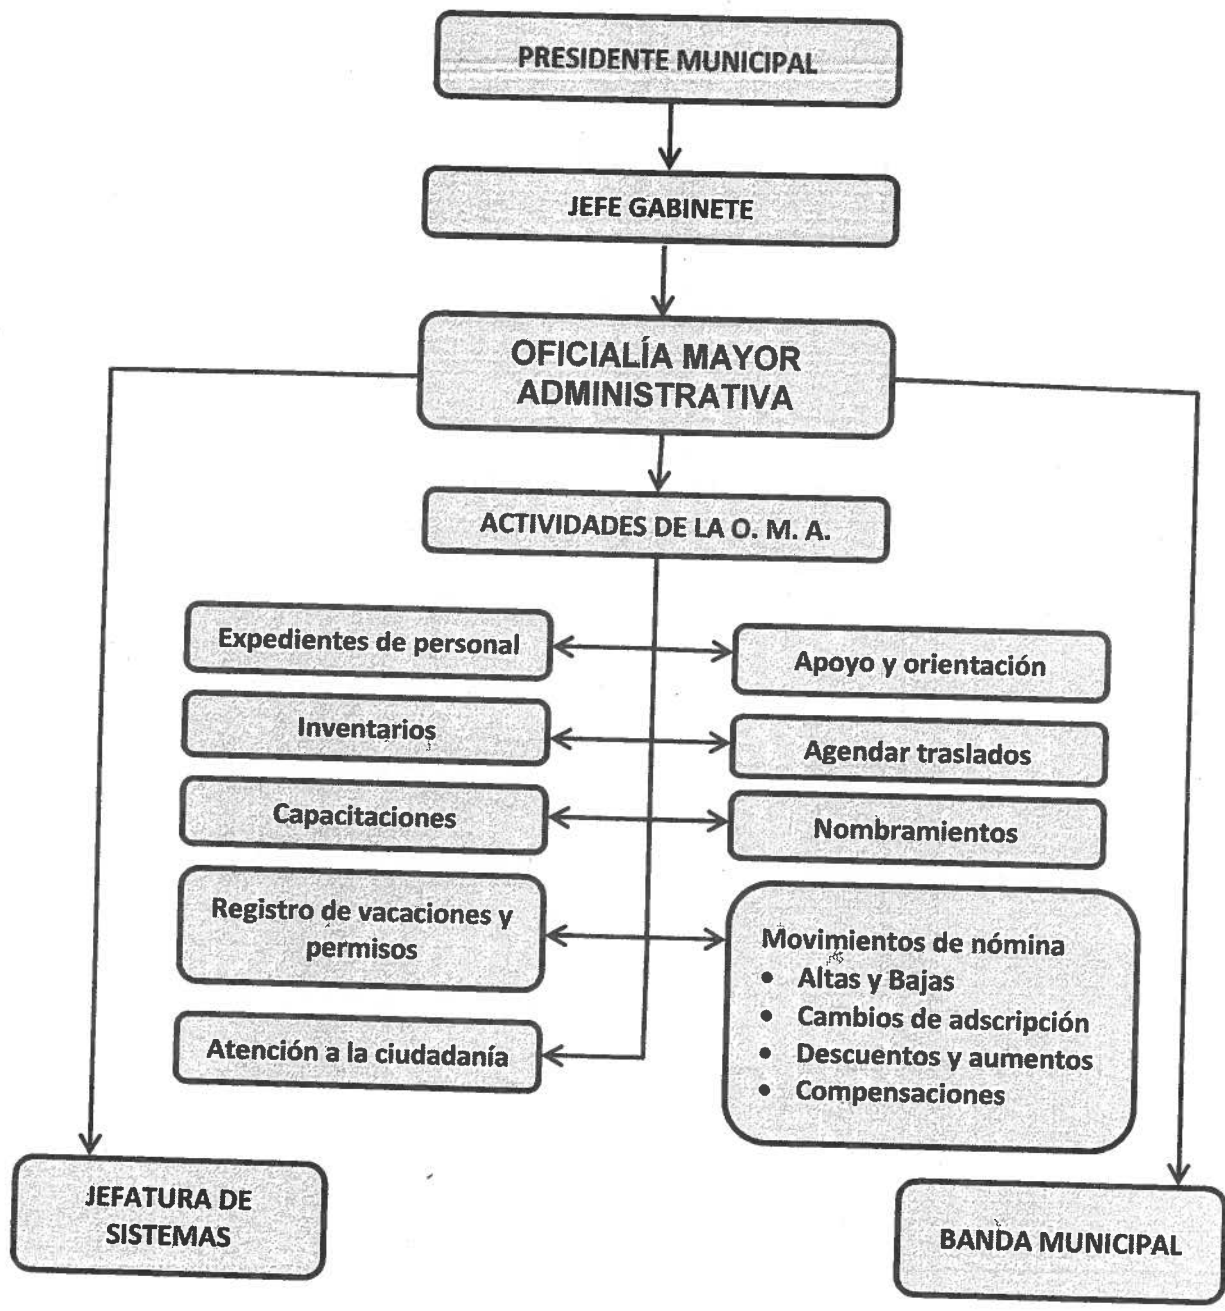 PRESIDENTE MUNICIPAL
JEFE GABINETE
OFICIALÍA MAYOR
ADMINISTRATIVA
ACTIVIDADES DE LA O. M. A.
Expedientes de personal
Apoyo y orientación
Inventarios
Agendar traslados
Capacitaciones
Nombramientos
Registro de vacaciones y
permisos
Movimientos de nómina
• Altas y Bajas
• Cambios de adscripción
• Descuentos y aumentos
• Compensaciones
Atención a la ciudadanía
JEFATURA DE
SISTEMAS
BANDA MUNICIPAL